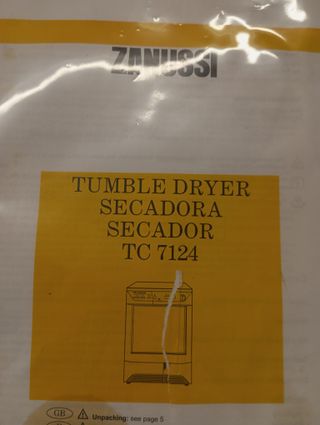 ZANUSSI
TUMBLE DRYER
SECADORA
SECADOR
TC 7124
GB Unpacking: see page 5